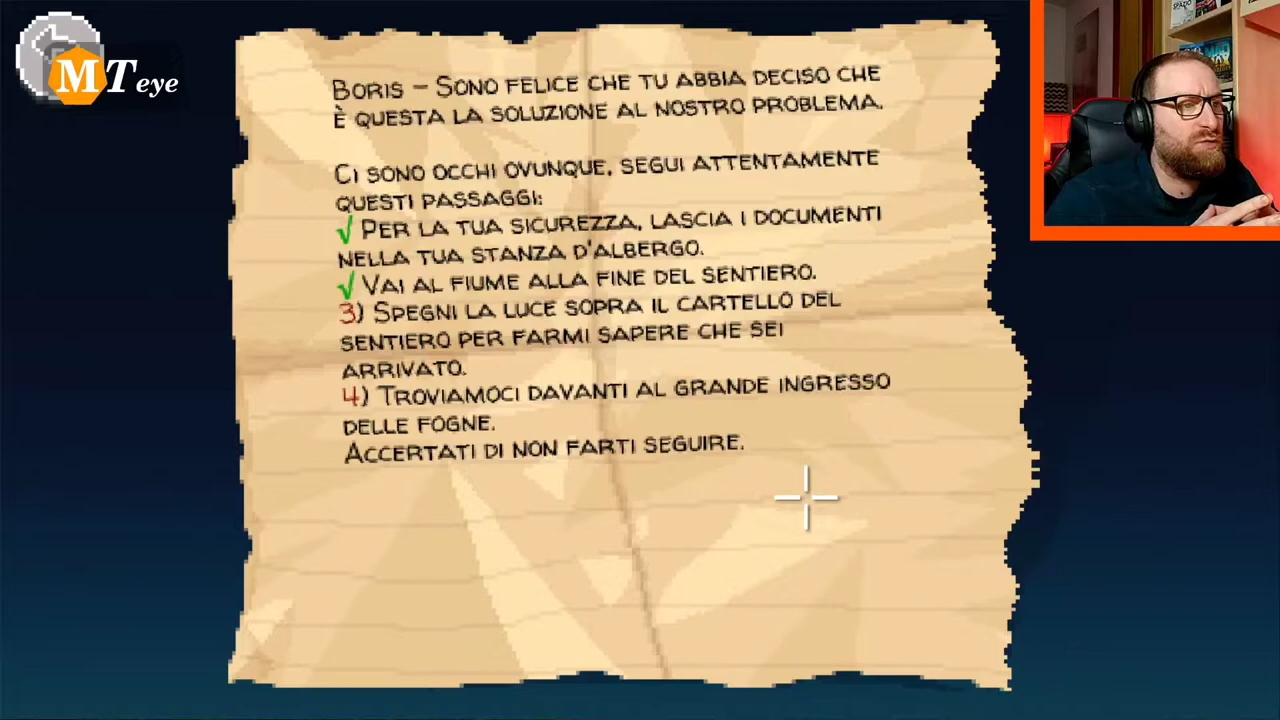 MT eye
Boris – Sono felice che tu abbia deciso che
è questa la soluzione al nostro problema.
Ci sono occhi ovunque, segui attentamente
questi passaggi:
√ Per la tua sicurezza, lascia i documenti
nella tua stanza d'albergo.
√ Vai al fiume alla fine del sentiero.
3) Spegni la luce sopra il cartello del
sentiero per farmi sapere che sei
arrivato.
4) Troviamoci davanti al grande ingresso
delle fogne.
Accertati di non farti seguire.